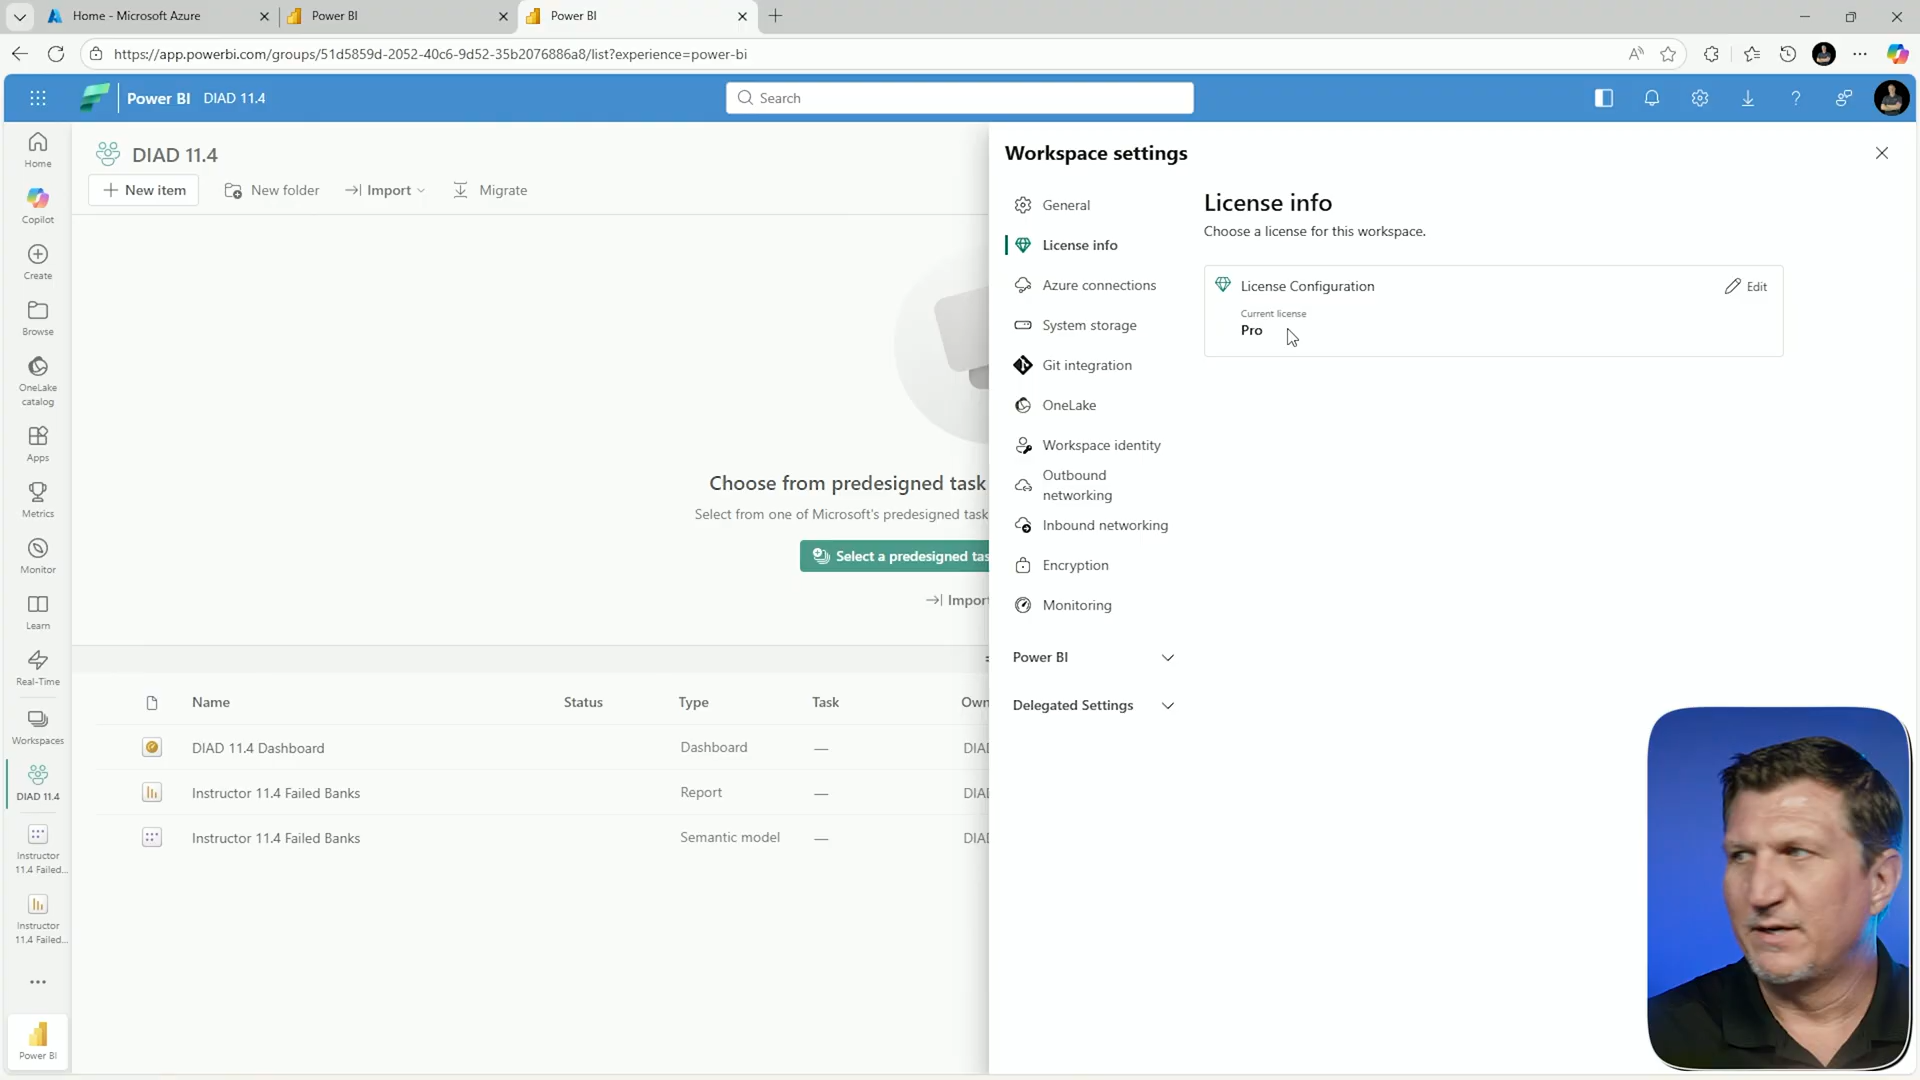 Home - Microsoft Azure
Power BI
Power BI
https://app.powerbi.com/groups/51d5859d-2052-40c6-9d52-35b2076886a8/list?experience=power-bi
Power BI DIAD 11.4
Search
Home
Copilot
Create
Browse
OneLake
catalog
Apps
Metrics
Monitor
Learn
Real-Time
Workspaces
DIAD 11.4
Instructor
11.4 Failed...
Instructor
11.4 Failed...
Power BI
DIAD 11.4
New item New folder Import Migrate
Choose from predesigned task
Select from one of Microsoft's predesigned task
Select a predesigned tas
Import
Name Status Type Task Own
DIAD 11.4 Dashboard Dashboard — DIAD
Instructor 11.4 Failed Banks Report — DIAD
Instructor 11.4 Failed Banks Semantic model — DIAD
Workspace settings
General
License info
Azure connections
System storage
Git integration
OneLake
Workspace identity
Outbound
networking
Inbound networking
Encryption
Monitoring
Power BI
Delegated Settings
License info
Choose a license for this workspace.
License Configuration Edit
Current license
Pro